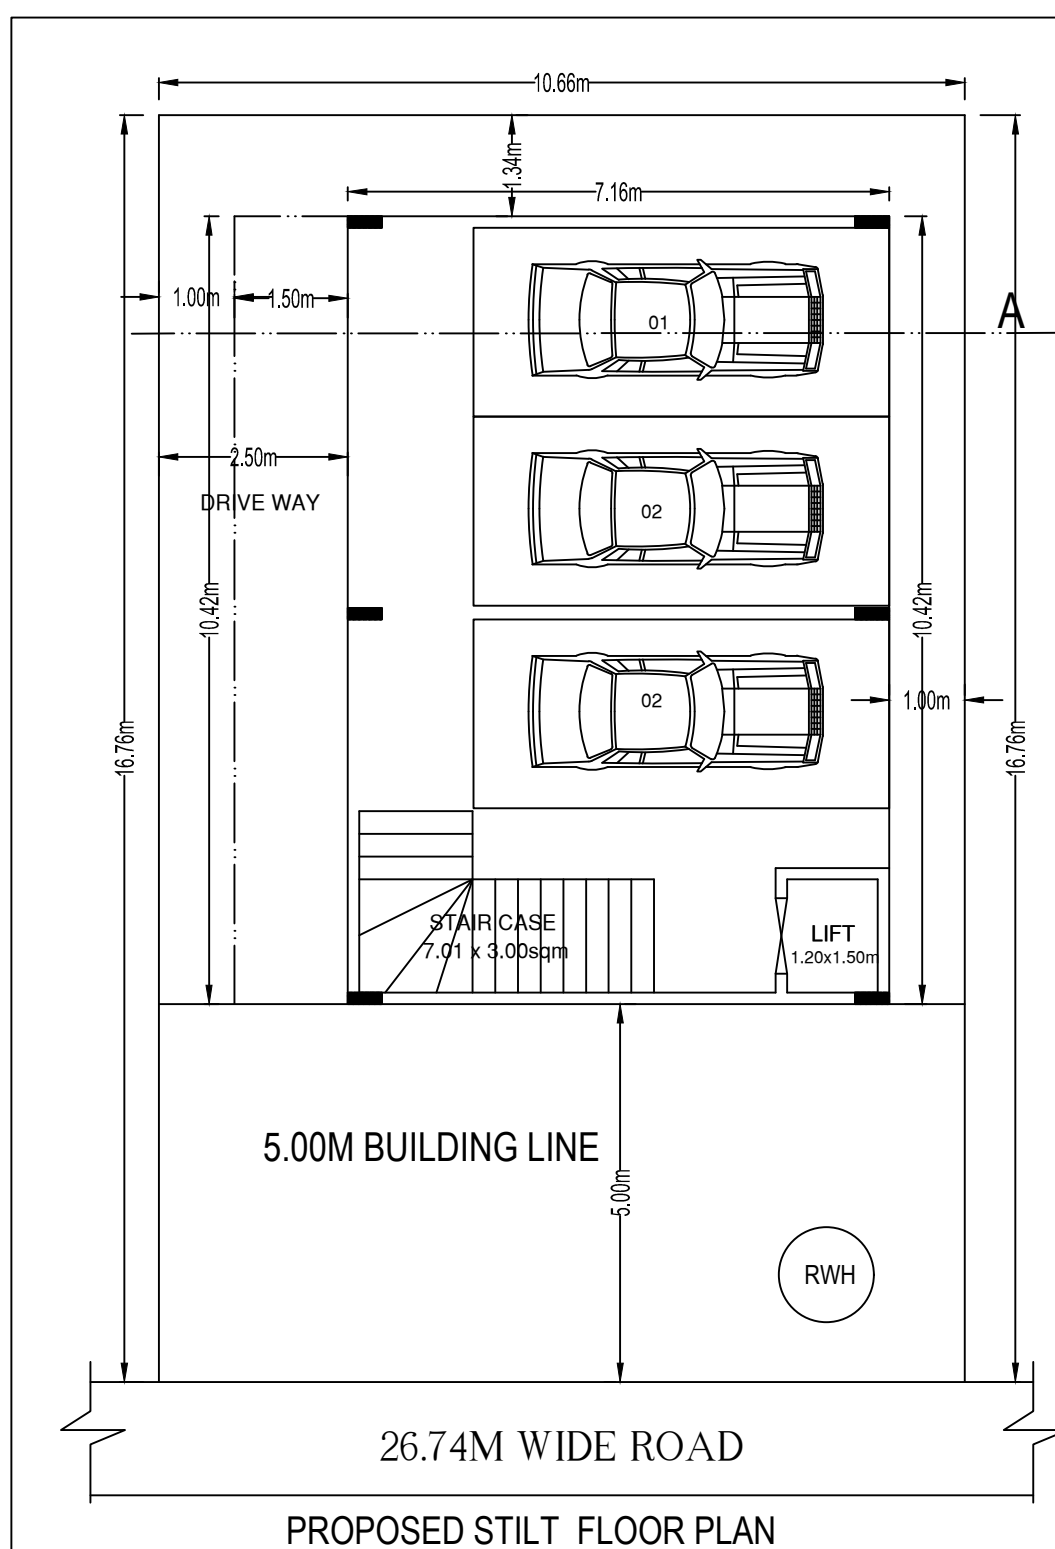 10.66m
1.34m
7.16m
1.00m
1.50m
01
A
2.50m
DRIVE WAY
02
10.42m
10.42m
02
1.00m
16.76m
16.76m
STAIR CASE
7.01 x 3.00sqm
LIFT
1.20x1.50m
5.00M BUILDING LINE
5.00m
RWH
26.74M WIDE ROAD
PROPOSED STILT FLOOR PLAN